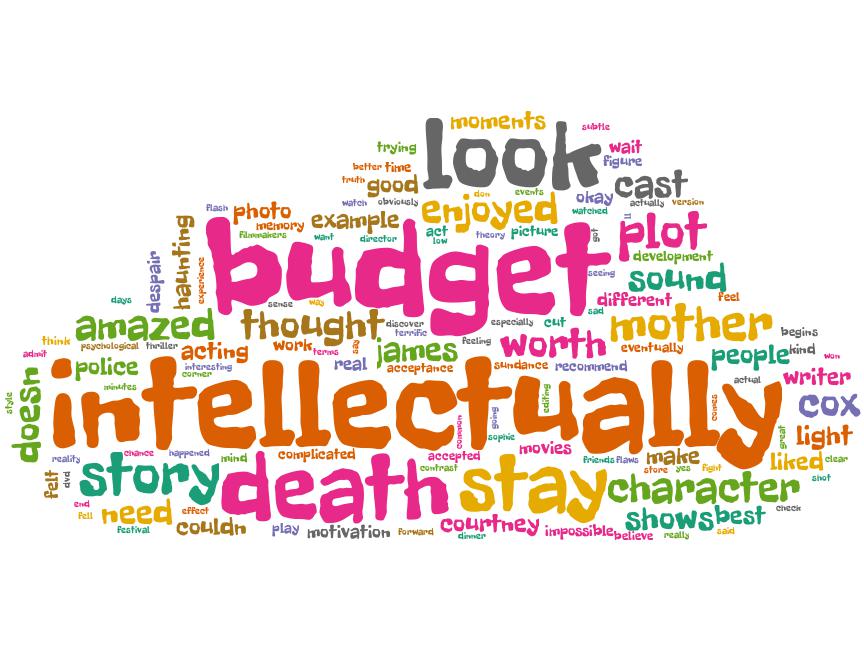 moments
subtle
look
trying
wait
figure
better time
truth
good
don
events
okay
cast
watch
obviously
enjoyed
actually
version
flash
photo
memory
example
watched
filmmakers
want
director
act
low
theory
picture
got
ll
plot
development
haunting
despair
experience
budget
seeing
sound
different
feel
days
sense
way
sad
amazed
thought
discover
terrific
especially
cut
mother
begins
think
psychological
thriller
acting
work
terms
say
james
feeling
worth
eventually
people
kind
won
admit
police
interesting
corner
real
acceptance
sundance
recommend
actual
writer
minutes
style
doesn
intellectually
editing
comes
cox
common
going
sophie
great
light
chance
happened
mind
complicated
accepted
contrast
movies
friends
flaws
make
store
yes
fight
liked
clear
shot
reality
felt
dvd
story
death
stay
character
end
fell
need
effect
festival
couldn
play
motivation
forward
courtney
dinner
impossible
believe
shows
best
really
said
check